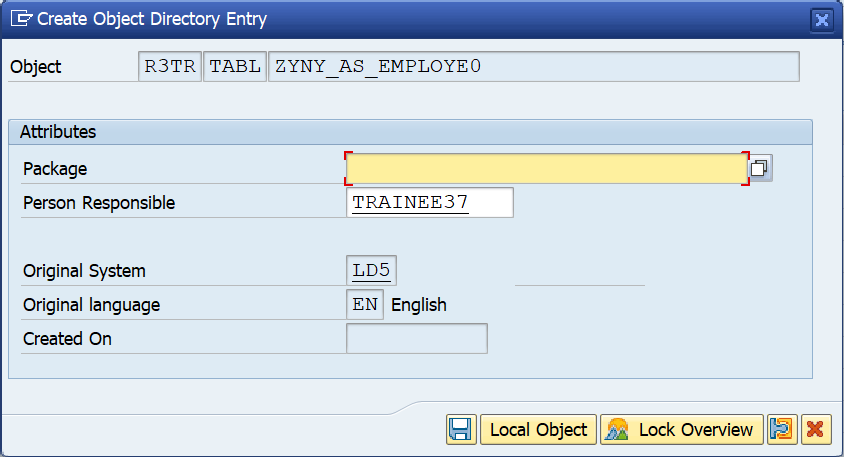 Create Object Directory Entry
Object R3TR TABL ZYNY_AS_EMPLOYE0
Attributes
Package
Person Responsible TRAINEE37
Original System LD5
Original language EN English
Created On
Local Object Lock Overview